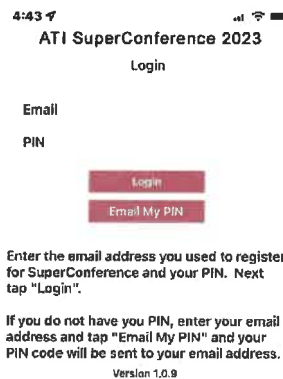 4:43
ATI SuperConference 2023
Login
Email
PIN
Login
Email My PIN
Enter the email address you used to register
for SuperConference and your PIN. Next
tap "Login".
If you do not have you PIN, enter your email
address and tap "Email My PIN" and your
PIN code will be sent to your email address.
Version 1.0.9